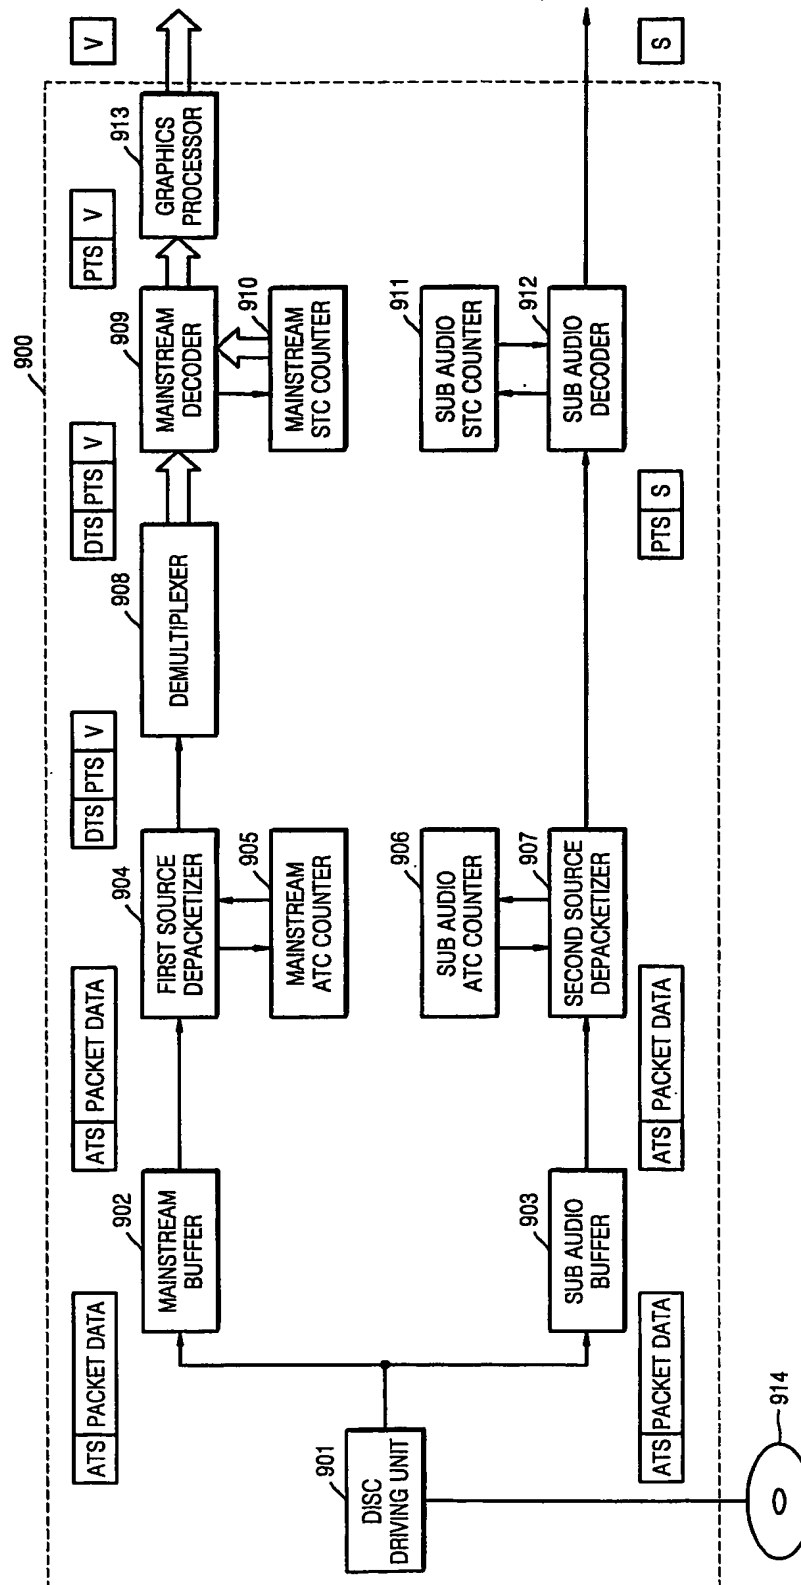 900
ATS PACKET DATA
ATS PACKET DATA
DTS PTS V
DTS PTS V
PTS V
V
901
DISC
DRIVING UNIT
902
MAINSTREAM
BUFFER
904
FIRST SOURCE
DEPACKETIZER
905
MAINSTREAM
ATC COUNTER
908
DEMULTIPLEXER
909
MAINSTREAM
DECODER
910
MAINSTREAM
STC COUNTER
913
GRAPHICS
PROCESSOR
903
SUB AUDIO
BUFFER
906
SUB AUDIO
ATC COUNTER
907
SECOND SOURCE
DEPACKETIZER
911
SUB AUDIO
STC COUNTER
912
SUB AUDIO
DECODER
ATS PACKET DATA
ATS PACKET DATA
PTS S
S
914